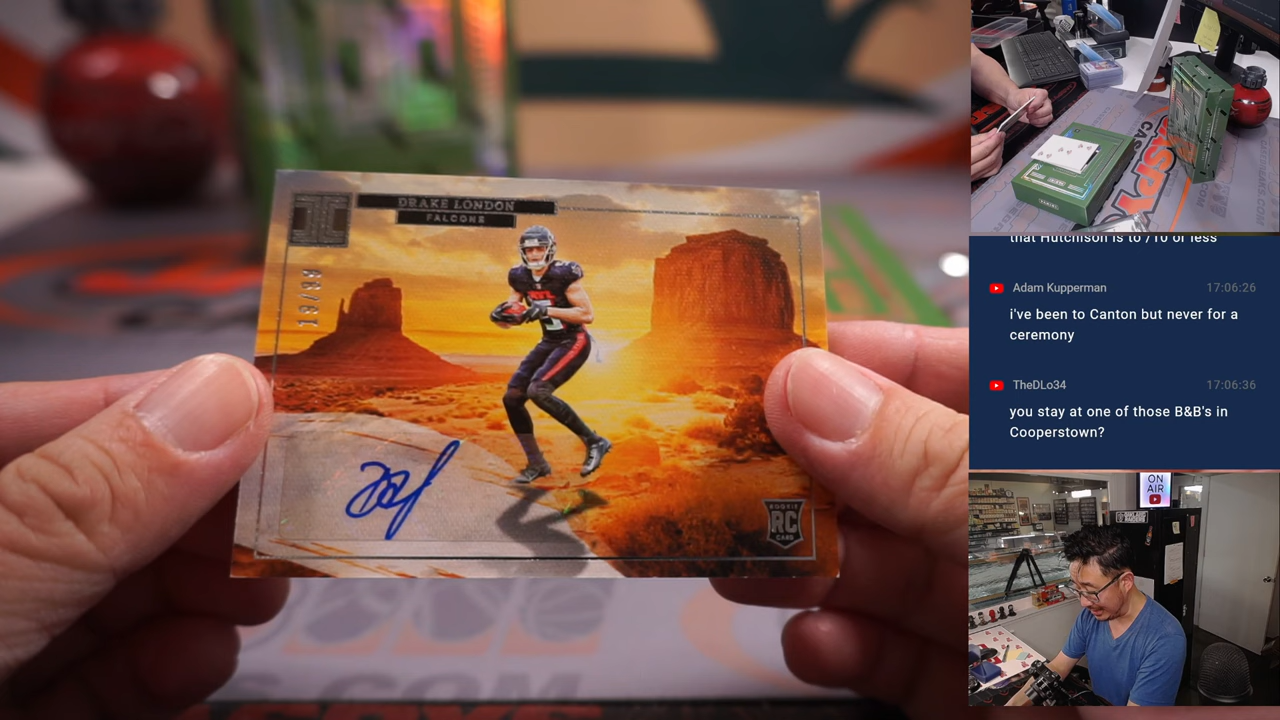 DRAKE LONDON
FALCONS
ROOKIE
RC
CARD
that Hutchison is to /10 or less
Adam Kupperman 17:06:26
i've been to Canton but never for a
ceremony
TheDLo34 17:06:36
you stay at one of those B&B's in
Cooperstown?
ON
AIR